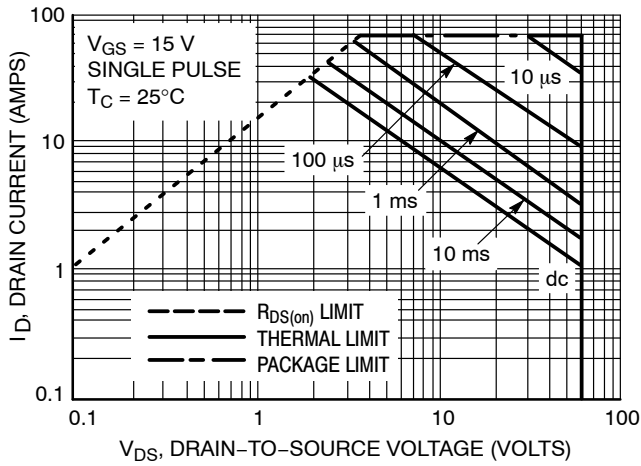 100
V_GS = 15 V
SINGLE PULSE
T_C = 25°C
10 µs
10
100 µs
1 ms
10 ms
1
dc
R_DS(on) LIMIT
THERMAL LIMIT
PACKAGE LIMIT
0.1
0.1
1
10
100
V_DS, DRAIN−TO−SOURCE VOLTAGE (VOLTS)
I_D, DRAIN CURRENT (AMPS)